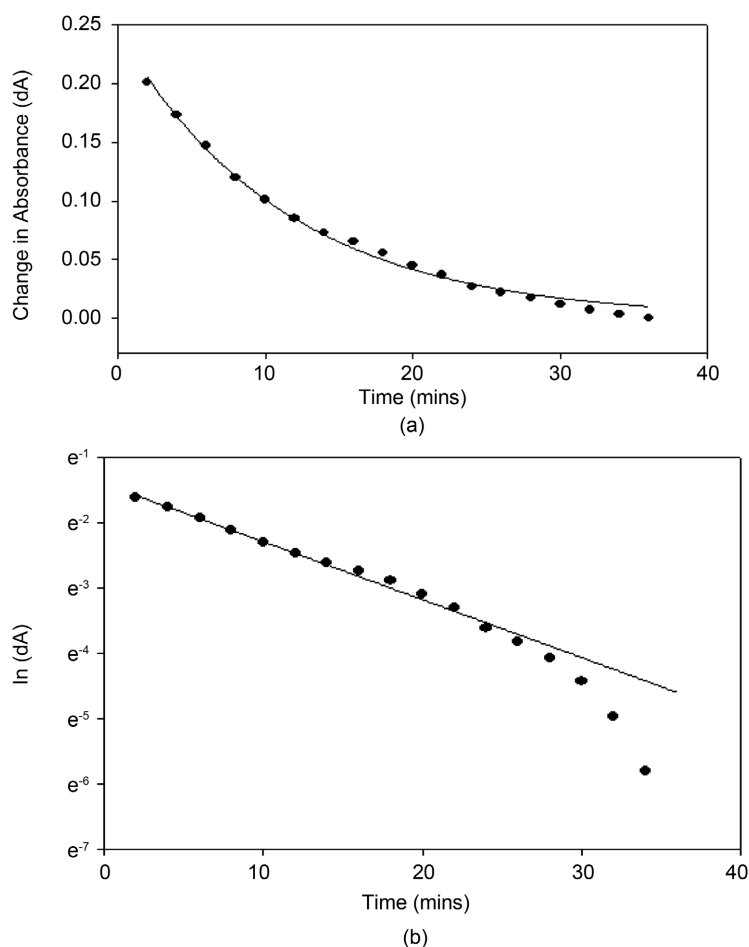 0.25
0.20
0.15
0.10
0.05
0.00
Change in Absorbance (dA)
0 10 20 30 40
Time (mins)
(a)
e-1
e-2
e-3
e-4
e-5
e-6
e-7
ln (dA)
0 10 20 30 40
Time (mins)
(b)